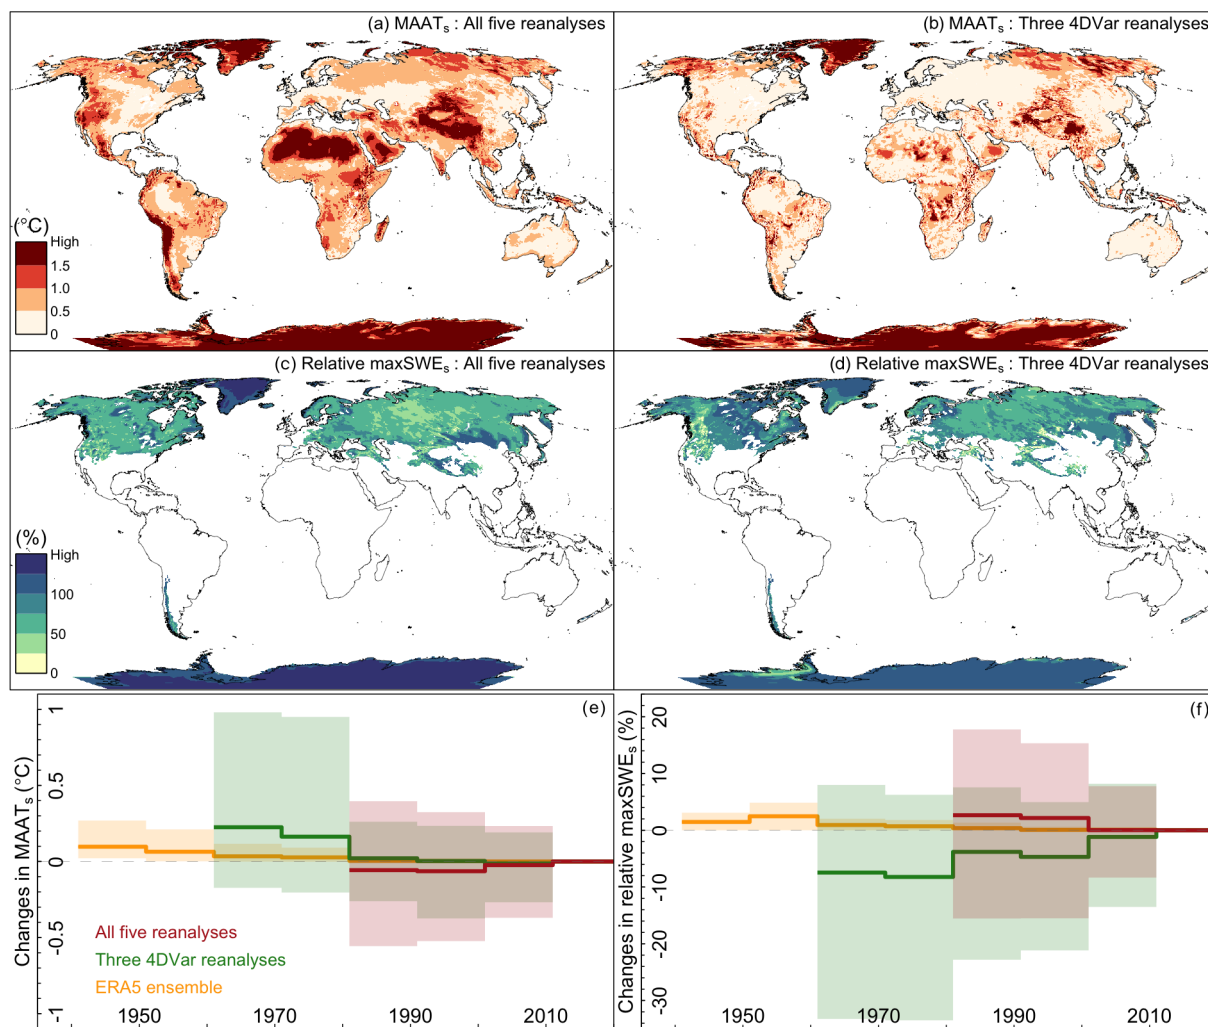 (a) MAATs : All five reanalyses
(b) MAATs : Three 4DVar reanalyses
(°C)
High
1.5
1.0
0.5
0
(c) Relative maxSWEs : All five reanalyses
(d) Relative maxSWEs : Three 4DVar reanalyses
(%)
High
100
50
0
(e)
Changes in MAATs (°C)
1
0.5
0
-0.5
-1
All five reanalyses
Three 4DVar reanalyses
ERA5 ensemble
1950
1970
1990
2010
(f)
Changes in relative maxSWEs (%)
20
10
0
-10
-20
-30
1950
1970
1990
2010